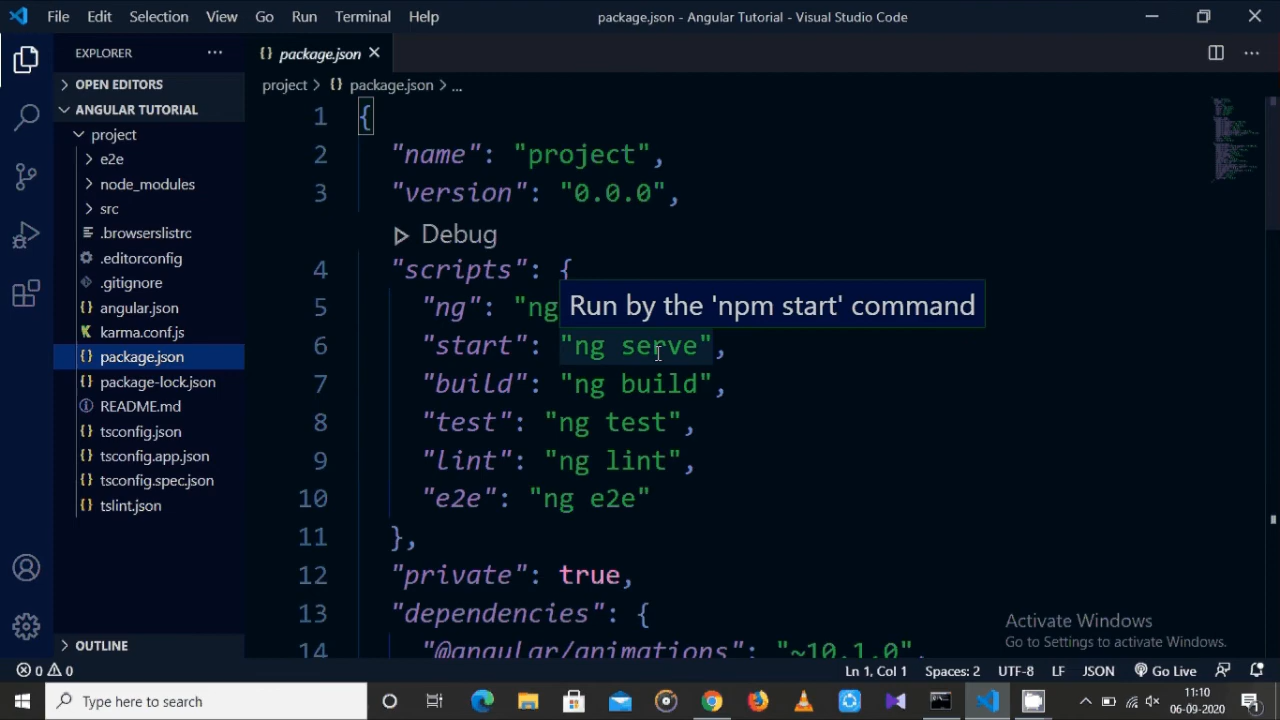 File Edit Selection View Go Run Terminal Help
package.json - Angular Tutorial - Visual Studio Code
EXPLORER
OPEN EDITORS
ANGULAR TUTORIAL
project
e2e
node_modules
src
.browserslistrc
.editorconfig
.gitignore
angular.json
karma.conf.js
package.json
package-lock.json
README.md
tsconfig.json
tsconfig.app.json
tsconfig.spec.json
tslint.json
OUTLINE
{} package.json
project > {} package.json > ...
1 {
2 "name": "project",
3 "version": "0.0.0",
Debug
4 "scripts": {
5 "ng": "ng
Run by the 'npm start' command
6 "start": "ng serve",
7 "build": "ng build",
8 "test": "ng test",
9 "lint": "ng lint",
10 "e2e": "ng e2e"
11 },
12 "private": true,
13 "dependencies": {
14 "@angular/animations": "~10.1.0",
Activate Windows
Go to Settings to activate Windows.
0 0
Ln 1, Col 1 Spaces: 2 UTF-8 LF JSON Go Live
Type here to search
11:10
06-09-2020
1